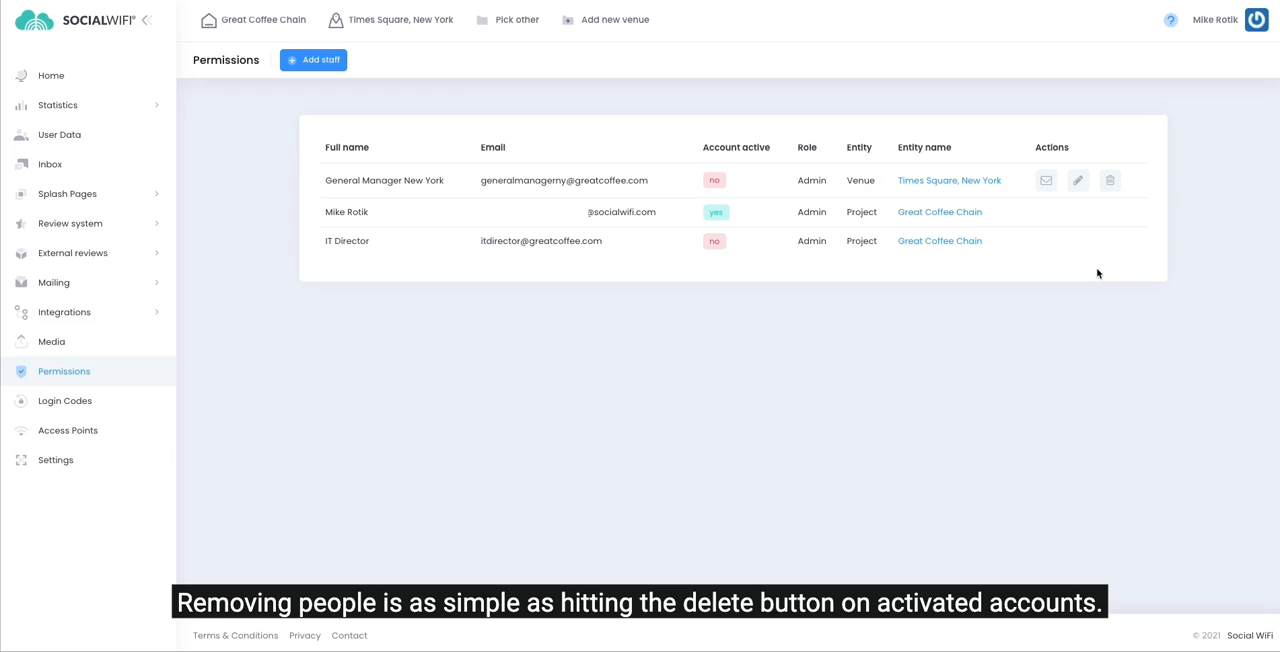 SOCIALWIFI®
Great Coffee Chain
Times Square, New York
Pick other
Add new venue
?
Mike Rotik
Permissions
Add staff
Home
Statistics
User Data
Inbox
Splash Pages
Review system
External reviews
Mailing
Integrations
Media
Permissions
Login Codes
Access Points
Settings
Full name Email Account active Role Entity Entity name Actions
General Manager New York generalmanagerny@greatcoffee.com no Admin Venue Times Square, New York
Mike Rotik @socialwifi.com yes Admin Project Great Coffee Chain
IT Director itdirector@greatcoffee.com no Admin Project Great Coffee Chain
Removing people is as simple as hitting the delete button on activated accounts.
Terms & Conditions Privacy Contact
© 2021 Social WiFi